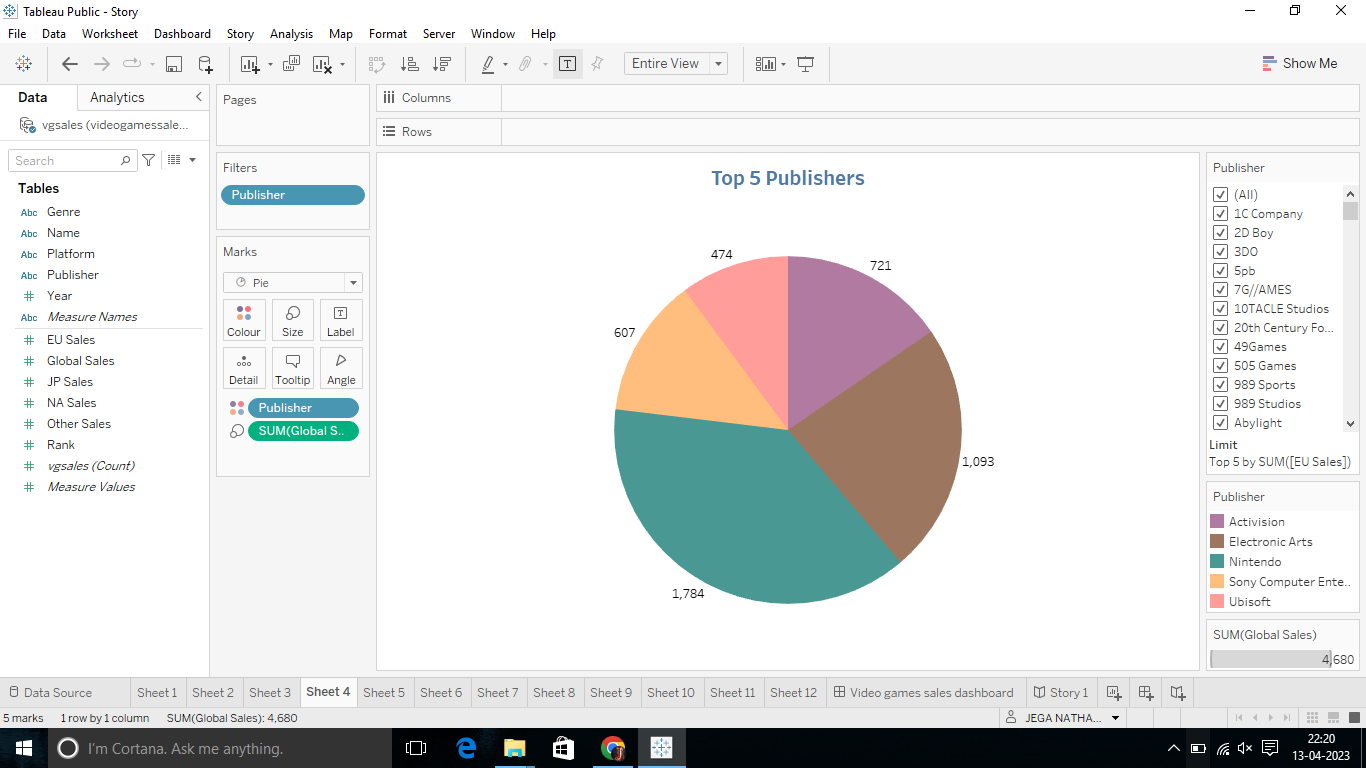 Tableau Public - Story
File Data Worksheet Dashboard Story Analysis Map Format Server Window Help
Entire View
Show Me
Data Analytics
vgsales (videogamessale...
Search
Tables
Abc Genre
Abc Name
Abc Platform
Abc Publisher
# Year
Abc Measure Names
# EU Sales
# Global Sales
# JP Sales
# NA Sales
# Other Sales
# Rank
# vgsales (Count)
# Measure Values
Pages
Filters
Publisher
Marks
Pie
Colour Size Label
Detail Tooltip Angle
Publisher
SUM(Global S..
Columns
Rows
Top 5 Publishers
474
721
607
1,093
1,784
Publisher
(All)
1C Company
2D Boy
3DO
5pb
7G//AMES
10TACLE Studios
20th Century Fo...
49Games
505 Games
989 Sports
989 Studios
Abylight
Limit
Top 5 by SUM([EU Sales])
Publisher
Activision
Electronic Arts
Nintendo
Sony Computer Ente..
Ubisoft
SUM(Global Sales)
4,680
Data Source Sheet 1 Sheet 2 Sheet 3 Sheet 4 Sheet 5 Sheet 6 Sheet 7 Sheet 8 Sheet 9 Sheet 10 Sheet 11 Sheet 12 Video games sales dashboard Story 1
5 marks 1 row by 1 column SUM(Global Sales): 4,680
JEGA NATHA...
I'm Cortana. Ask me anything.
22:20
13-04-2023